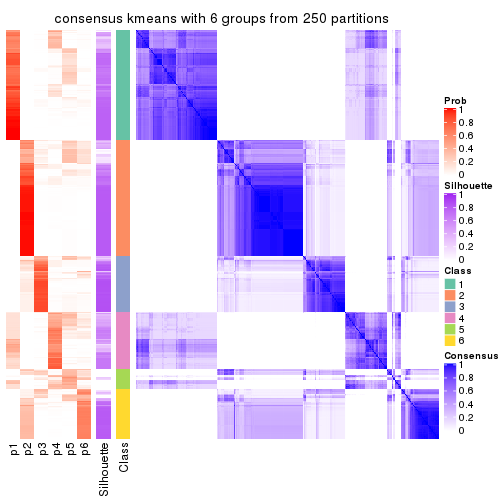 consensus kmeans with 6 groups from 250 partitions
Prob
1
0.8
0.6
0.4
0.2
0
Silhouette
1
0.8
0.6
0.4
0.2
0
Class
1
2
3
4
5
6
Consensus
1
0.8
0.6
0.4
0.2
0
p1
p2
p3
p4
p5
p6
Silhouette
Class